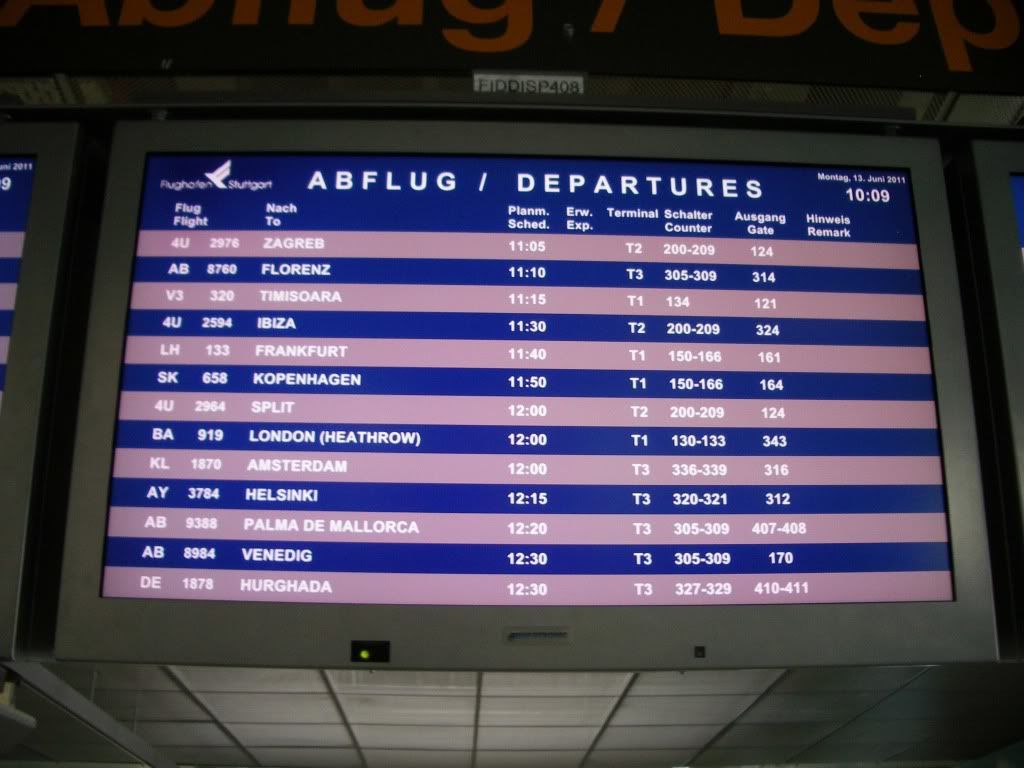 Abflug / Dep
FIDDISP408
uni 2011
9
Flughafen Stuttgart
ABFLUG / DEPARTURES
Montag, 13. Juni 2011
10:09
Flug Nach Planm. Erw. Terminal Schalter Ausgang Hinweis
Flight To Sched. Exp. Counter Gate Remark
4U 2976 ZAGREB 11:05 T2 200-209 124
AB 8760 FLORENZ 11:10 T3 305-309 314
V3 320 TIMISOARA 11:15 T1 134 121
4U 2594 IBIZA 11:30 T2 200-209 324
LH 133 FRANKFURT 11:40 T1 150-166 161
SK 658 KOPENHAGEN 11:50 T1 150-166 164
4U 2964 SPLIT 12:00 T2 200-209 124
BA 919 LONDON (HEATHROW) 12:00 T1 130-133 343
KL 1870 AMSTERDAM 12:00 T3 336-339 316
AY 3784 HELSINKI 12:15 T3 320-321 312
AB 9388 PALMA DE MALLORCA 12:20 T3 305-309 407-408
AB 8984 VENEDIG 12:30 T3 305-309 170
DE 1878 HURGHADA 12:30 T3 327-329 410-411